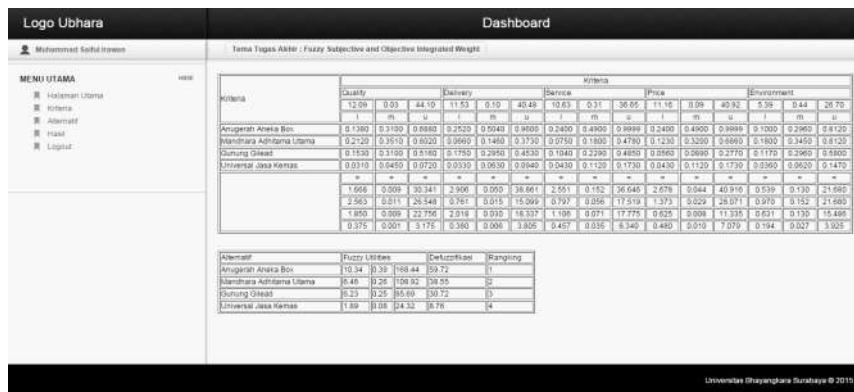 Logo Ubhara
Dashboard
Muhammad Saiful Irawan
Tema Tugas Akhir : Fuzzy Subjective and Objective Integrated Weight
MENU UTAMA
HIDE
Halaman Utama
Kriteria
Alternatif
Hasil
Logout
Kriteria
Kriteria
Quality Delivery Service Price Environment
12.09 0.03 44.10 11.53 0.10 40.49 10.63 0.31 36.65 11.16 0.09 40.92 5.39 0.44 26.70
l m u l m u l m u l m u l m u
Anugerah Aneka Box 0.1380 0.3100 0.6880 0.2520 0.5040 0.9600 0.2400 0.4900 0.9999 0.2400 0.4900 0.9999 0.1000 0.2960 0.8120
Mandhara Adhitama Utama 0.2120 0.3510 0.6020 0.0660 0.1460 0.3730 0.0750 0.1800 0.4780 0.1230 0.3200 0.6860 0.1800 0.3450 0.8120
Gunung Gilead 0.1530 0.3100 0.5160 0.1750 0.2950 0.4530 0.1040 0.2290 0.4850 0.0560 0.0890 0.2770 0.1170 0.2960 0.5800
Universal Jasa Kemas 0.0310 0.0450 0.0720 0.0330 0.0630 0.0940 0.0430 0.1120 0.1730 0.0430 0.1120 0.1730 0.0360 0.0620 0.1470
= = = = = = = = = = = = = = =
1.668 0.009 30.341 2.906 0.050 38.861 2.551 0.152 36.646 2.678 0.044 40.916 0.539 0.130 21.680
2.563 0.011 26.548 0.761 0.015 15.099 0.797 0.056 17.519 1.373 0.029 28.071 0.970 0.152 21.680
1.850 0.009 22.756 2.018 0.030 18.337 1.106 0.071 17.775 0.625 0.008 11.335 0.631 0.130 15.486
0.375 0.001 3.175 0.380 0.006 3.805 0.457 0.035 6.340 0.480 0.010 7.079 0.194 0.027 3.925
Alternatif Fuzzy Utilities Defuzzifikasi Rangking
Anugerah Aneka Box 10.34 0.39 168.44 59.72 1
Mandhara Adhitama Utama 6.46 0.26 108.92 38.55 2
Gunung Gilead 6.23 0.25 85.69 30.72 3
Universal Jasa Kemas 1.89 0.08 24.32 8.76 4
Universitas Bhayangkara Surabaya © 2015